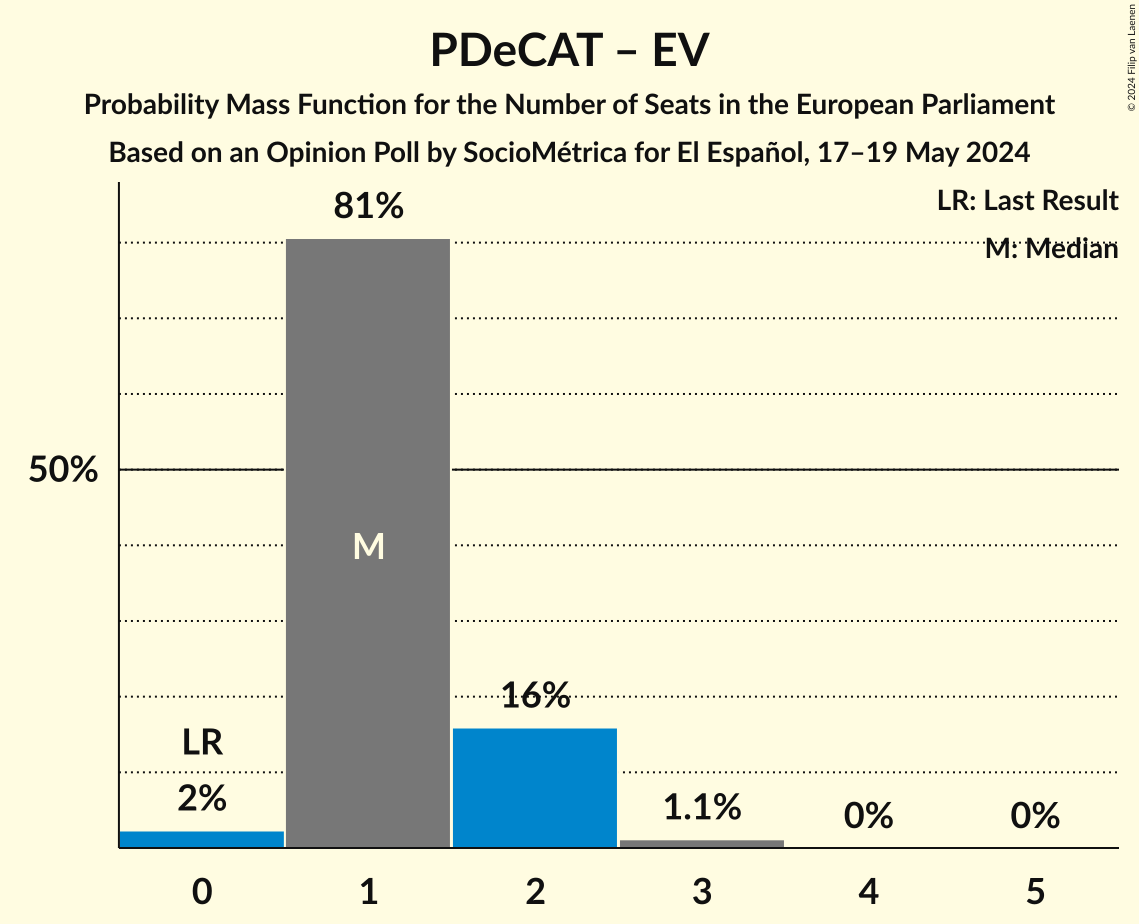 PDeCAT – EV
Probability Mass Function for the Number of Seats in the European Parliament
Based on an Opinion Poll by SocioMétrica for El Español, 17–19 May 2024
© 2024 Filip van Laenen
LR: Last Result
M: Median
81%
50%
M
16%
LR
2%
1.1%
0%
0%
0
1
2
3
4
5